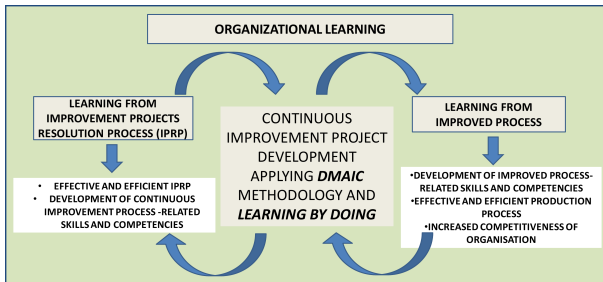 ORGANIZATIONAL LEARNING
LEARNING FROM
IMPROVEMENT PROJECTS
RESOLUTION PROCESS (IPRP)
• EFFECTIVE AND EFFICIENT IPRP
• DEVELOPMENT OF CONTINUOUS
IMPROVEMENT PROCESS -RELATED
SKILLS AND COMPETENCIES
CONTINUOUS
IMPROVEMENT PROJECT
DEVELOPMENT
APPLYING DMAIC
METHODOLOGY AND
LEARNING BY DOING
LEARNING FROM
IMPROVED PROCESS
•DEVELOPMENT OF IMPROVED PROCESS-
RELATED SKILLS AND COMPETENCIES
•EFFECTIVE AND EFFICIENT PRODUCTION
PROCESS
•INCREASED COMPETITIVENESS OF
ORGANISATION